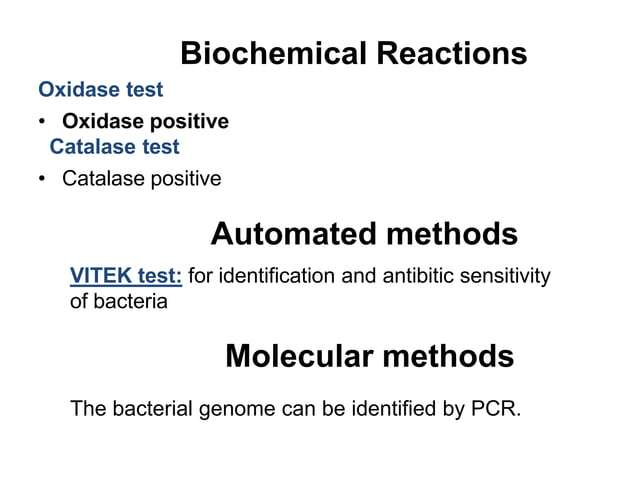 Biochemical Reactions
Oxidase test
• Oxidase positive
Catalase test
• Catalase positive
Automated methods
VITEK test: for identification and antibitic sensitivity
of bacteria
Molecular methods
The bacterial genome can be identified by PCR.